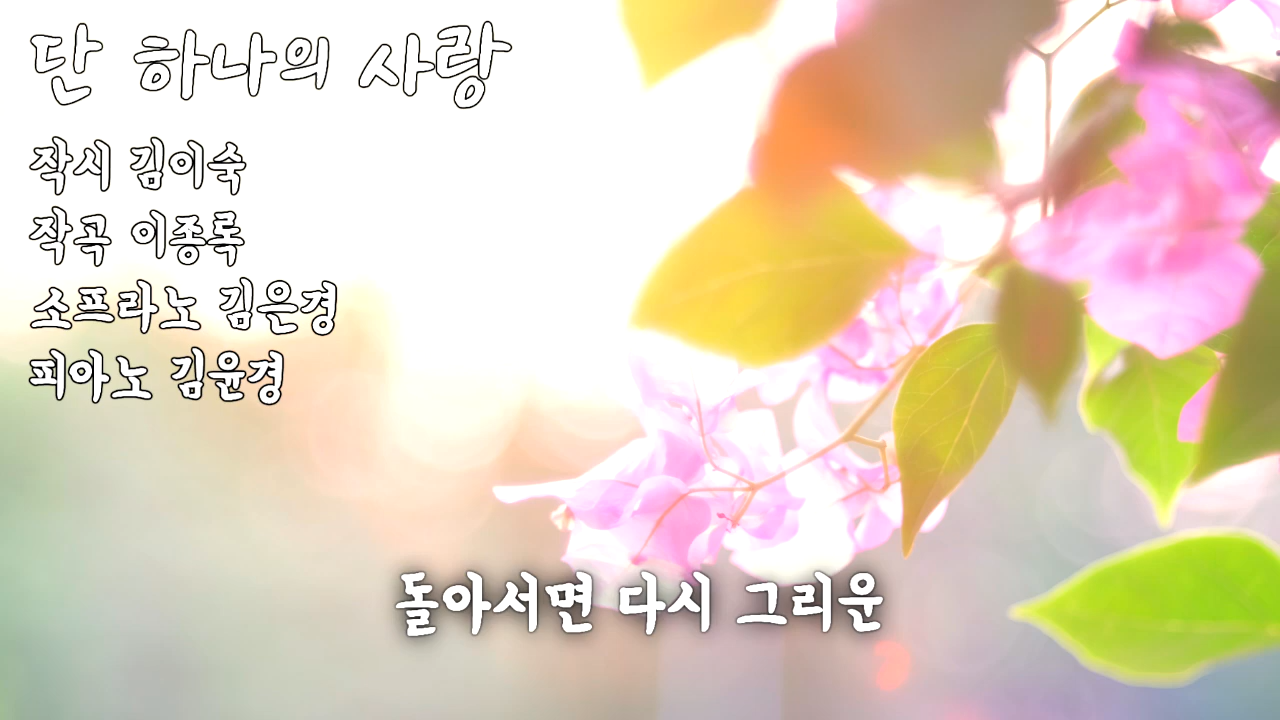 단 하나의 사랑
작시 김이숙
작곡 이종록
소프라노 김은경
피아노 김윤경
돌아서면 다시 그리운